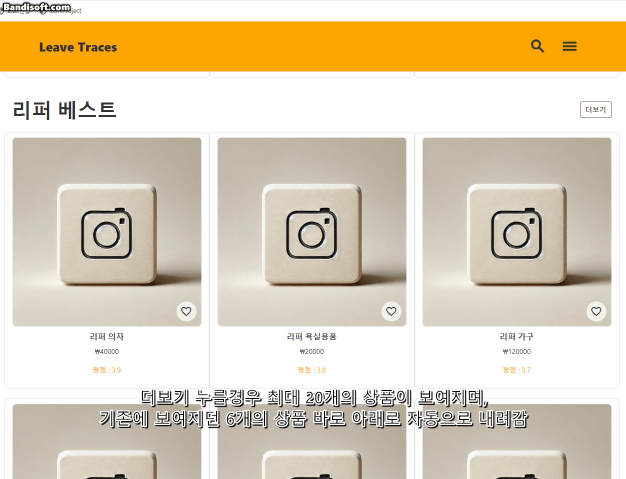 Bandisoft.com
Leave Traces
리퍼 베스트
더보기
리퍼 의자
₩40000
평점 : 3.9
리퍼 욕실용품
₩20000
평점 : 3.8
리퍼 가구
₩120000
평점 : 3.7
더보기 누를경우 최대 20개의 상품이 보여지며,
기존에 보여지던 6개의 상품 바로 아래로 자동으로 내려감